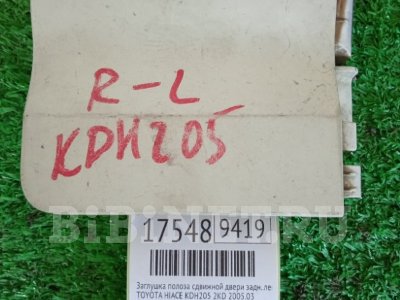 R-L
KDH205
17548 9419
BiBiNET.RU
Заглушка полоза сдвижной двери задн.ле
TOYOTA HIACE KDH205 2KD 2005.03